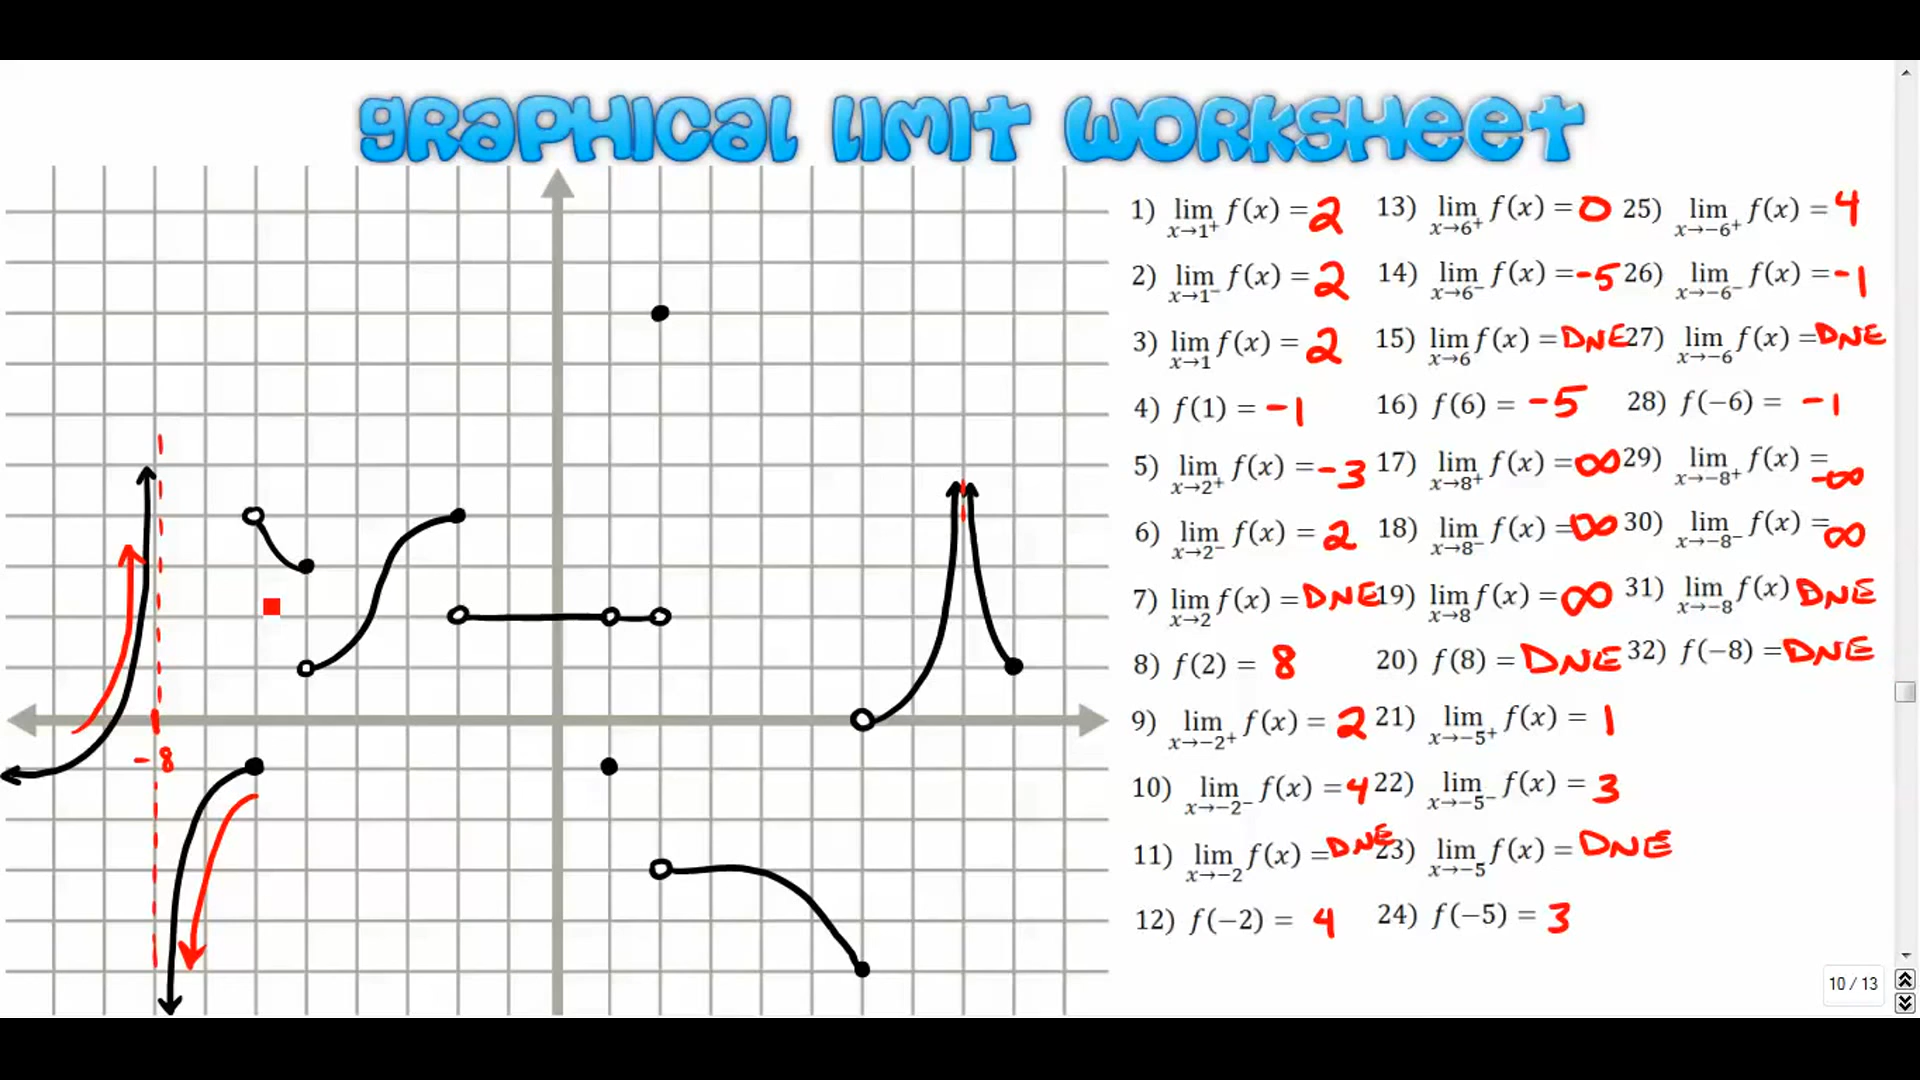 GRAPHICAL LIMIT WORKSHEET
1) lim x→1⁺ f(x) = 2
2) lim x→1⁻ f(x) = 2
3) lim x→1 f(x) = 2
4) f(1) = -1
5) lim x→2⁺ f(x) = -3
6) lim x→2⁻ f(x) = 2
7) lim x→2 f(x) = DNE
8) f(2) = 8
9) lim x→−2⁺ f(x) = 2
10) lim x→−2⁻ f(x) = 4
11) lim x→−2 f(x) = DNE
12) f(−2) = 4
13) lim x→6⁺ f(x) = 0
14) lim x→6⁻ f(x) = -5
15) lim x→6 f(x) = DNE
16) f(6) = -5
17) lim x→8⁺ f(x) = ∞
18) lim x→8⁻ f(x) = ∞
19) lim x→8 f(x) = ∞
20) f(8) = DNE
21) lim x→−5⁺ f(x) = 1
22) lim x→−5⁻ f(x) = 3
23) lim x→−5 f(x) = DNE
24) f(−5) = 3
25) lim x→−6⁺ f(x) = 4
26) lim x→−6⁻ f(x) = -1
27) lim x→−6 f(x) = DNE
28) f(−6) = -1
29) lim x→−8⁺ f(x) = -∞
30) lim x→−8⁻ f(x) = ∞
31) lim x→−8 f(x) DNE
32) f(−8) = DNE
-8
10 / 13